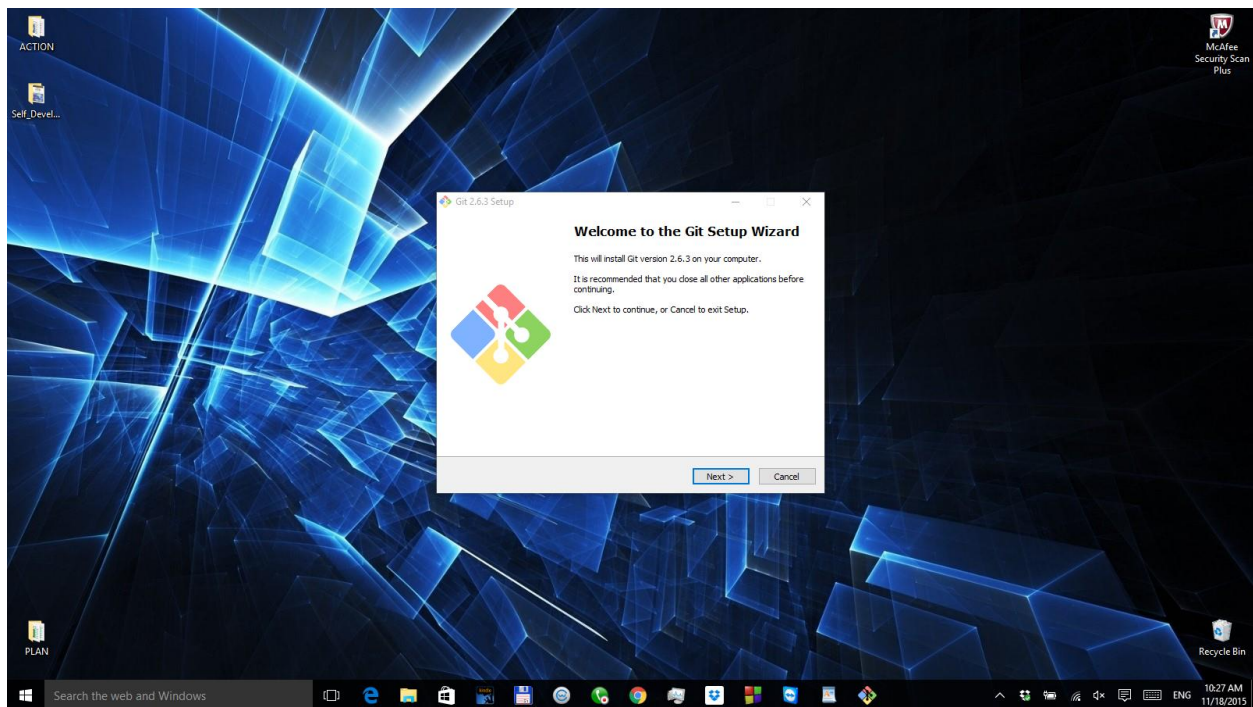 ACTION
Self_Devel...
McAfee
Security Scan
Plus
Git 2.6.3 Setup
Welcome to the Git Setup Wizard
This will install Git version 2.6.3 on your computer.
It is recommended that you close all other applications before
continuing.
Click Next to continue, or Cancel to exit Setup.
Next >
Cancel
PLAN
Recycle Bin
Search the web and Windows
ENG
10:27 AM
11/18/2015